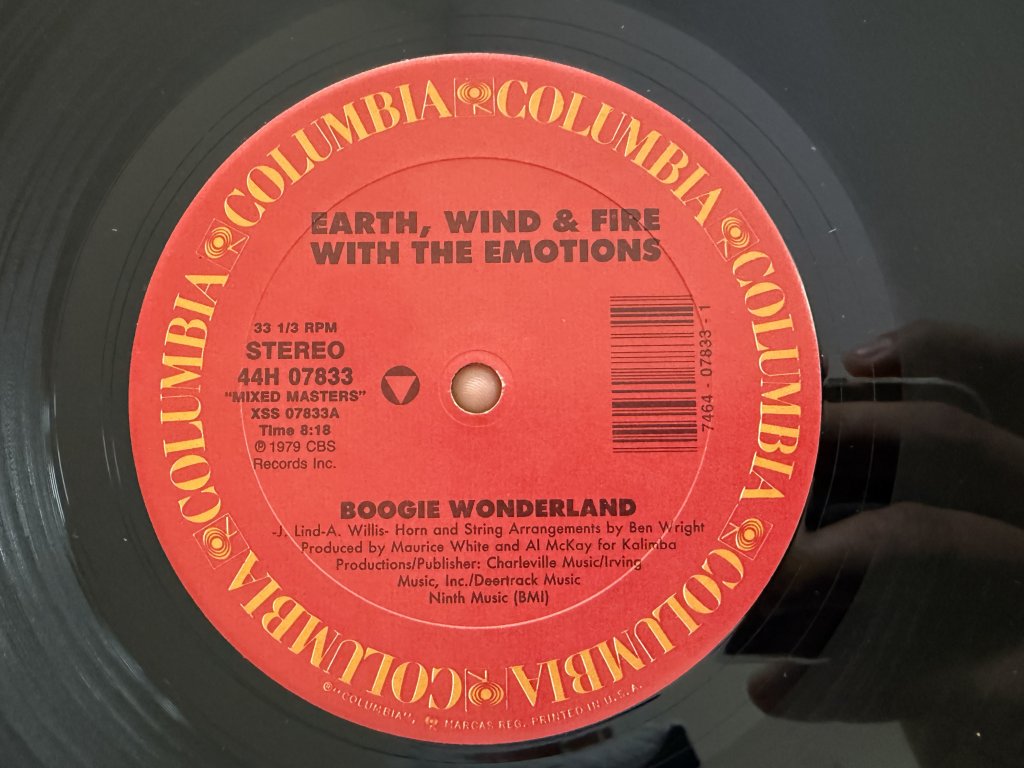 COLUMBIA COLUMBIA COLUMBIA COLUMBIA COLUMBIA COLUMBIA COLUMBIA COLUMBIA
EARTH, WIND & FIRE
WITH THE EMOTIONS
33 1/3 RPM
STEREO
44H 07833
"MIXED MASTERS"
XSS 07833A
Time 8:18
℗ 1979 CBS
Records Inc.
7464 - 07833 - 1
BOOGIE WONDERLAND
-J. Lind-A. Willis- Horn and String Arrangements by Ben Wright
Produced by Maurice White and Al McKay for Kalimba
Productions/Publisher: Charleville Music/Irving
Music, Inc./Deertrack Music
Ninth Music (BMI)
® "COLUMBIA", MARCAS REG. PRINTED IN U.S.A.